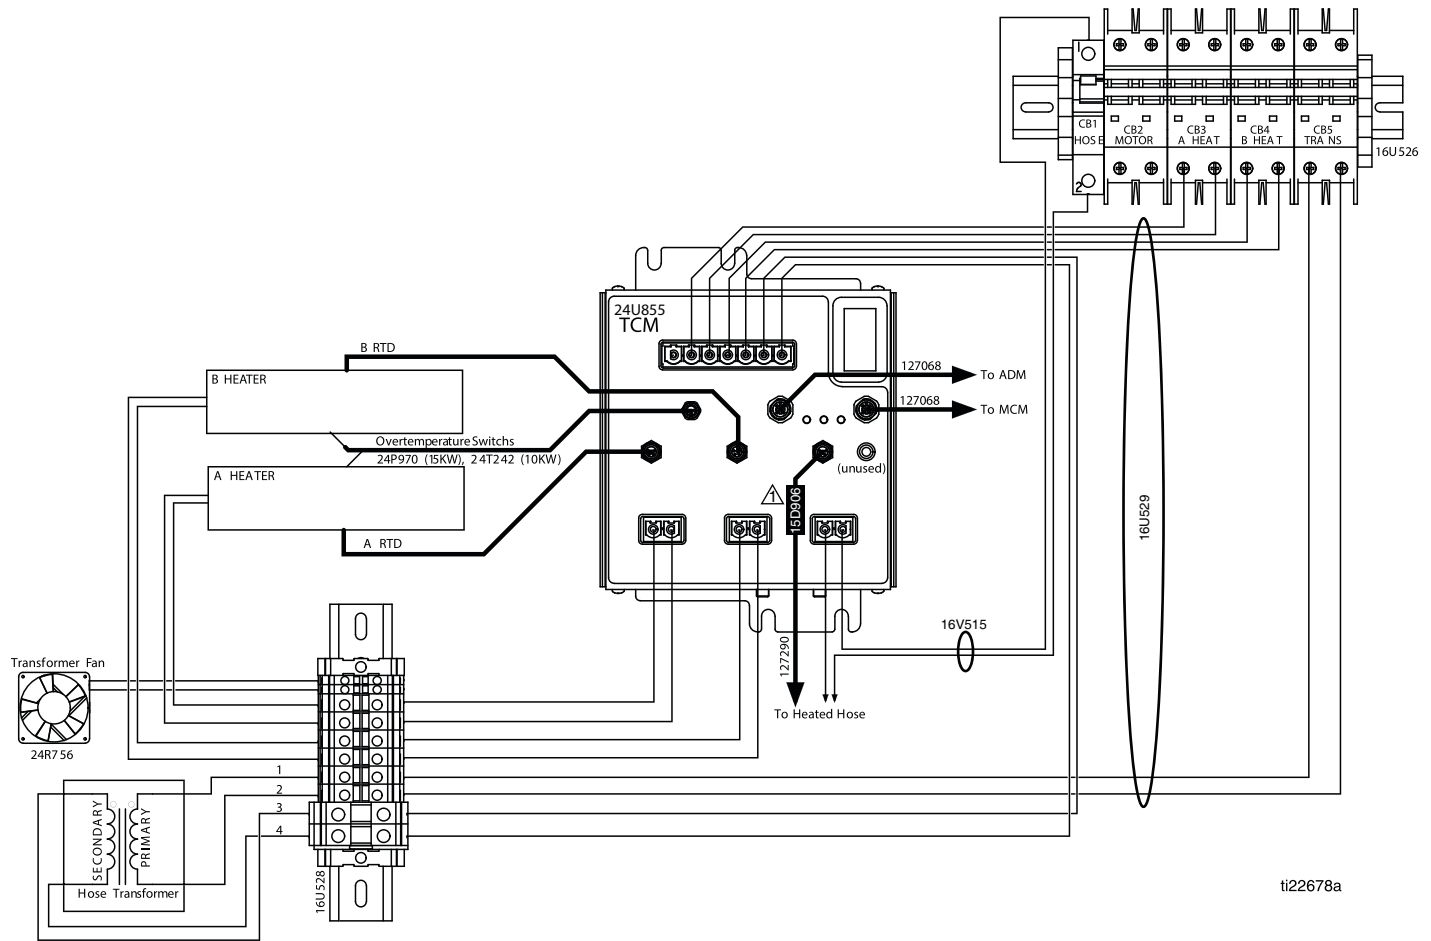 1
CB1
HOSE
2
CB2
MOTOR
CB3
A HEAT
CB4
B HEAT
CB5
TRANS
16U526
24U855
TCM
B RTD
B HEATER
127068
To ADM
127068
To MCM
Overtemperature Switchs
24P970 (15KW), 24T242 (10KW)
A HEATER
(unused)
1
15D906
16U529
A RTD
16V515
127290
To Heated Hose
Transformer Fan
24R756
1
2
3
4
SECONDARY
PRIMARY
Hose Transformer
16U528
ti22678a